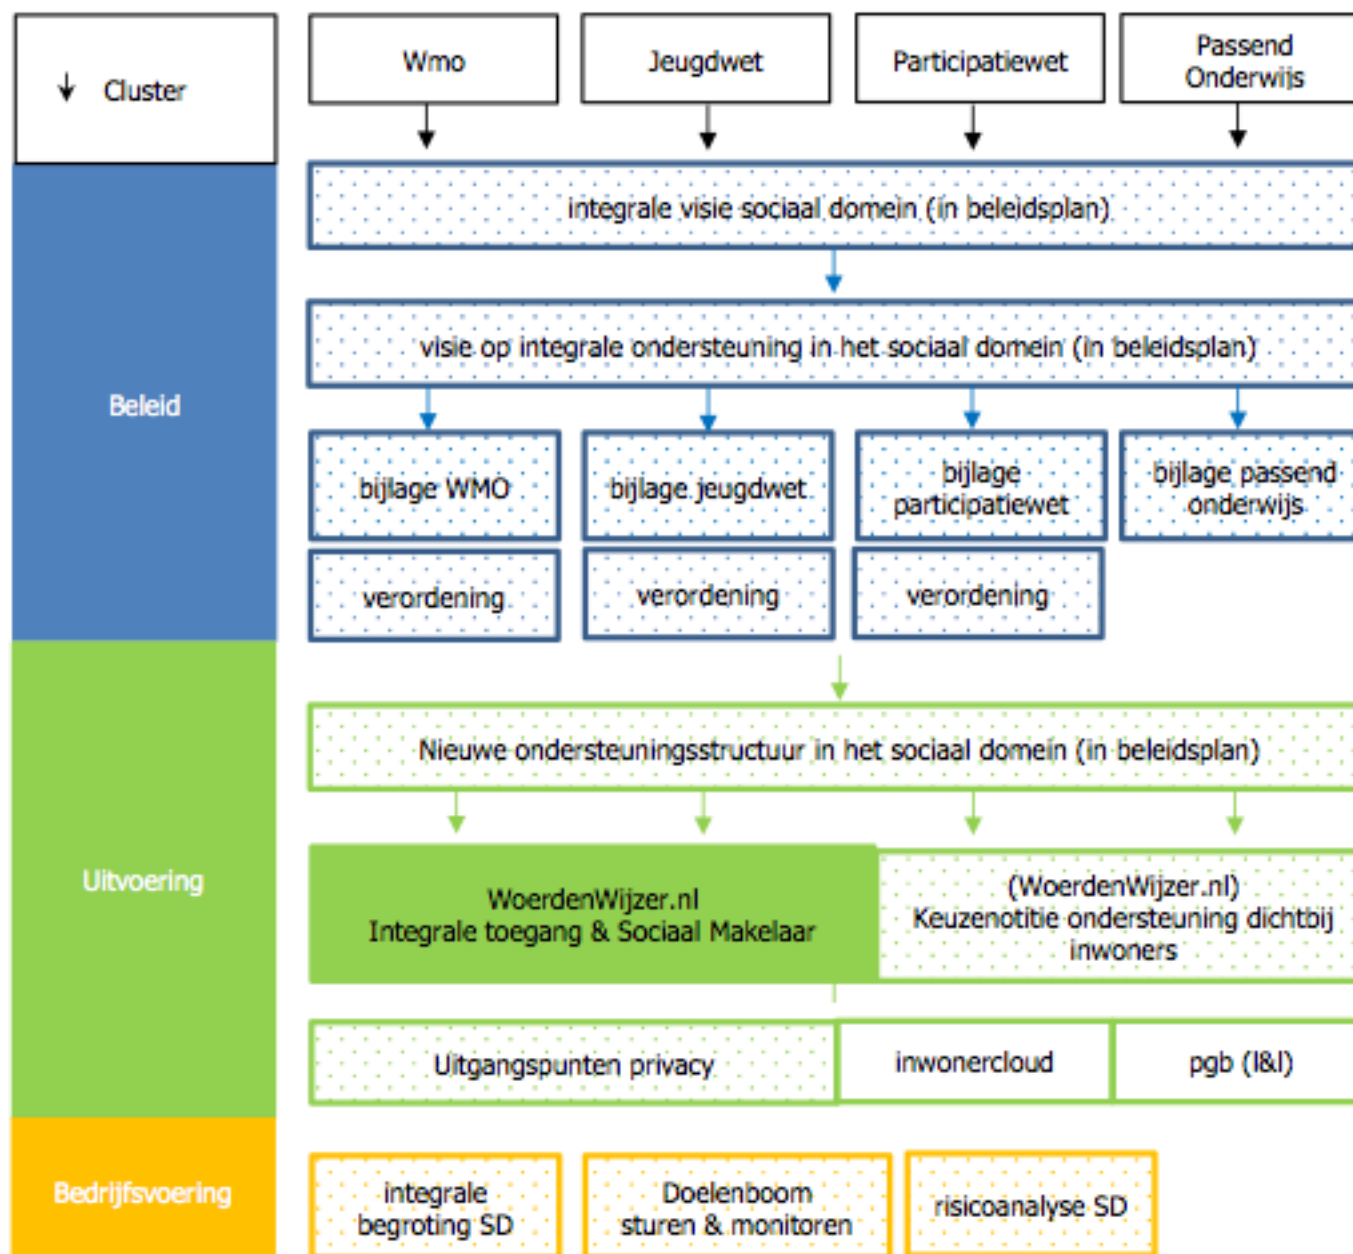 ↓ Cluster
Wmo
Jeugdwet
Participatiewet
Passend
Onderwijs
Beleid
integrale visie sociaal domein (in beleidsplan)
visie op integrale ondersteuning in het sociaal domein (in beleidsplan)
bijlage WMO
bijlage jeugdwet
bijlage
participatiewet
bijlage passend
onderwijs
verordening
verordening
verordening
Uitvoering
Nieuwe ondersteuningsstructuur in het sociaal domein (in beleidsplan)
WoerdenWijzer.nl
Integrale toegang & Sociaal Makelaar
(WoerdenWijzer.nl)
Keuzenotitie ondersteuning dichtbij
inwoners
Uitgangspunten privacy
inwonercloud
pgb (I&I)
Bedrijfsvoering
integrale
begroting SD
Doelenboom
sturen & monitoren
risicoanalyse SD